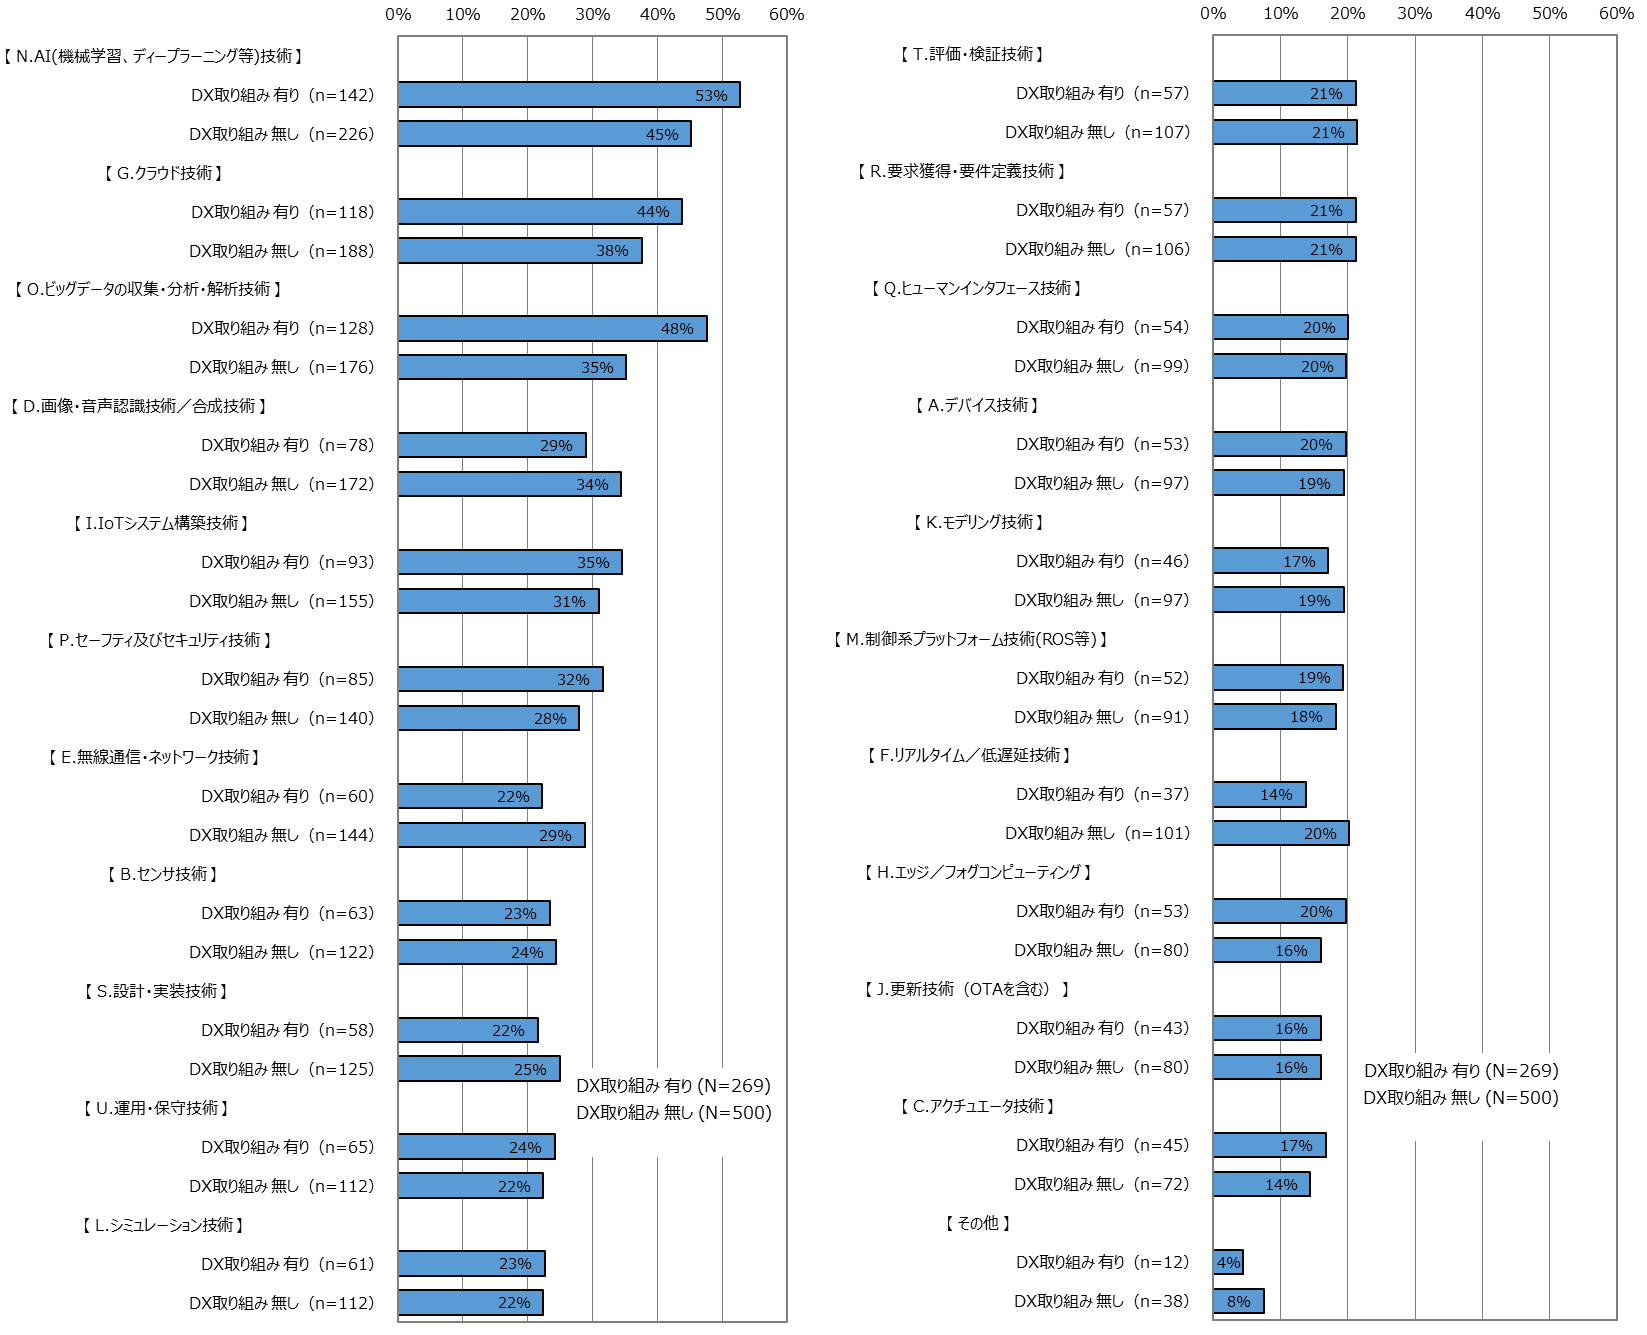 0% 10% 20% 30% 40% 50% 60%
【 N.AI(機械学習、ディープラーニング等)技術 】
DX取り組み 有り（n=142） 53%
DX取り組み 無し（n=226） 45%
【 G.クラウド技術 】
DX取り組み 有り（n=118） 44%
DX取り組み 無し（n=188） 38%
【 O.ビッグデータの収集・分析・解析技術 】
DX取り組み 有り（n=128） 48%
DX取り組み 無し（n=176） 35%
【 D.画像・音声認識技術／合成技術 】
DX取り組み 有り（n=78） 29%
DX取り組み 無し（n=172） 34%
【 I.IoTシステム構築技術 】
DX取り組み 有り（n=93） 35%
DX取り組み 無し（n=155） 31%
【 P.セーフティ及びセキュリティ技術 】
DX取り組み 有り（n=85） 32%
DX取り組み 無し（n=140） 28%
【 E.無線通信・ネットワーク技術 】
DX取り組み 有り（n=60） 22%
DX取り組み 無し（n=144） 29%
【 B.センサ技術 】
DX取り組み 有り（n=63） 23%
DX取り組み 無し（n=122） 24%
【 S.設計・実装技術 】
DX取り組み 有り（n=58） 22%
DX取り組み 無し（n=125） 25%
DX取り組み 有り (N=269)
DX取り組み 無し (N=500)
【 U.運用・保守技術 】
DX取り組み 有り（n=65） 24%
DX取り組み 無し（n=112） 22%
【 L.シミュレーション技術 】
DX取り組み 有り（n=61） 23%
DX取り組み 無し（n=112） 22%
0% 10% 20% 30% 40% 50% 60%
【 T.評価・検証技術 】
DX取り組み 有り（n=57） 21%
DX取り組み 無し（n=107） 21%
【 R.要求獲得・要件定義技術 】
DX取り組み 有り（n=57） 21%
DX取り組み 無し（n=106） 21%
【 Q.ヒューマンインタフェース技術 】
DX取り組み 有り（n=54） 20%
DX取り組み 無し（n=99） 20%
【 A.デバイス技術 】
DX取り組み 有り（n=53） 20%
DX取り組み 無し（n=97） 19%
【 K.モデリング技術 】
DX取り組み 有り（n=46） 17%
DX取り組み 無し（n=97） 19%
【 M.制御系プラットフォーム技術(ROS等) 】
DX取り組み 有り（n=52） 19%
DX取り組み 無し（n=91） 18%
【 F.リアルタイム／低遅延技術 】
DX取り組み 有り（n=37） 14%
DX取り組み 無し（n=101） 20%
【 H.エッジ／フォグコンピューティング 】
DX取り組み 有り（n=53） 20%
DX取り組み 無し（n=80） 16%
【 J.更新技術（OTAを含む） 】
DX取り組み 有り（n=43） 16%
DX取り組み 無し（n=80） 16%
DX取り組み 有り (N=269)
DX取り組み 無し (N=500)
【 C.アクチュエータ技術 】
DX取り組み 有り（n=45） 17%
DX取り組み 無し（n=72） 14%
【 その他 】
DX取り組み 有り（n=12） 4%
DX取り組み 無し（n=38） 8%